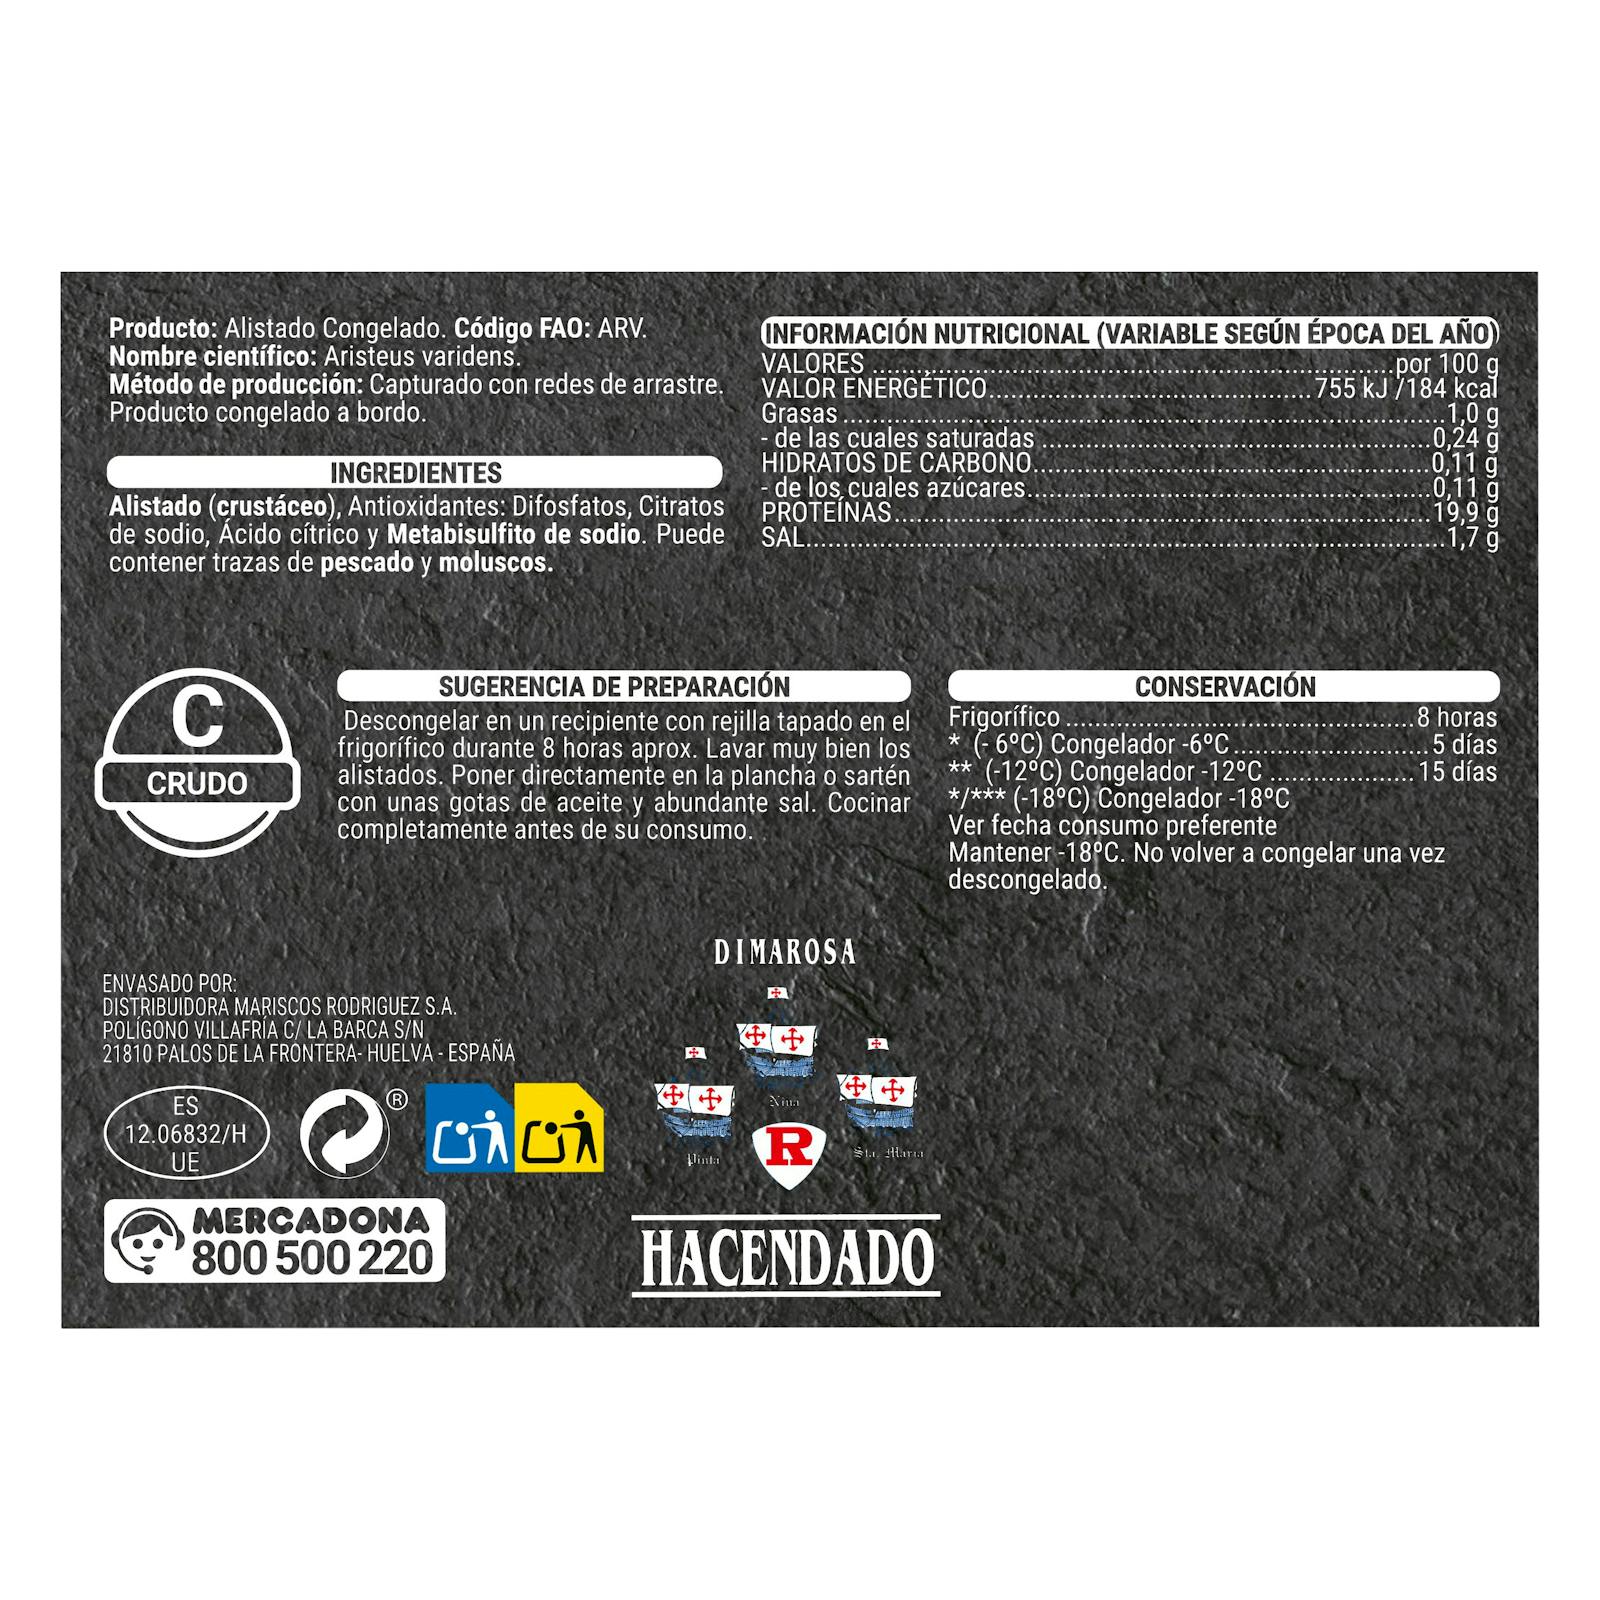 Producto: Alistado Congelado. Código FAO: ARV.
Nombre científico: Aristeus varidens.
Método de producción: Capturado con redes de arrastre.
Producto congelado a bordo.
INGREDIENTES
Alistado (crustáceo), Antioxidantes: Difosfatos, Citratos
de sodio, Ácido cítrico y Metabisulfito de sodio. Puede
contener trazas de pescado y moluscos.
INFORMACIÓN NUTRICIONAL (VARIABLE SEGÚN ÉPOCA DEL AÑO)
VALORES ........ por 100 g
VALOR ENERGÉTICO........ 755 kJ /184 kcal
Grasas ........ 1,0 g
- de las cuales saturadas ........ 0,24 g
HIDRATOS DE CARBONO........ 0,11 g
- de los cuales azúcares........ 0,11 g
PROTEÍNAS........ 19,9 g
SAL........ 1,7 g
C
CRUDO
SUGERENCIA DE PREPARACIÓN
Descongelar en un recipiente con rejilla tapado en el
frigorífico durante 8 horas aprox. Lavar muy bien los
alistados. Poner directamente en la plancha o sartén
con unas gotas de aceite y abundante sal. Cocinar
completamente antes de su consumo.
CONSERVACIÓN
Frigorífico ........ 8 horas
* (- 6ºC) Congelador -6ºC ........ 5 días
** (-12ºC) Congelador -12ºC ........ 15 días
*/*** (-18ºC) Congelador -18ºC
Ver fecha consumo preferente
Mantener -18ºC. No volver a congelar una vez
descongelado.
ENVASADO POR:
DISTRIBUIDORA MARISCOS RODRIGUEZ S.A.
POLÍGONO VILLAFRÍA C/ LA BARCA S/N
21810 PALOS DE LA FRONTERA- HUELVA - ESPAÑA
ES
12.06832/H
UE
®
MERCADONA
800 500 220
DIMAROSA
Nina
Pinta
Sta. Maria
R
HACENDADO